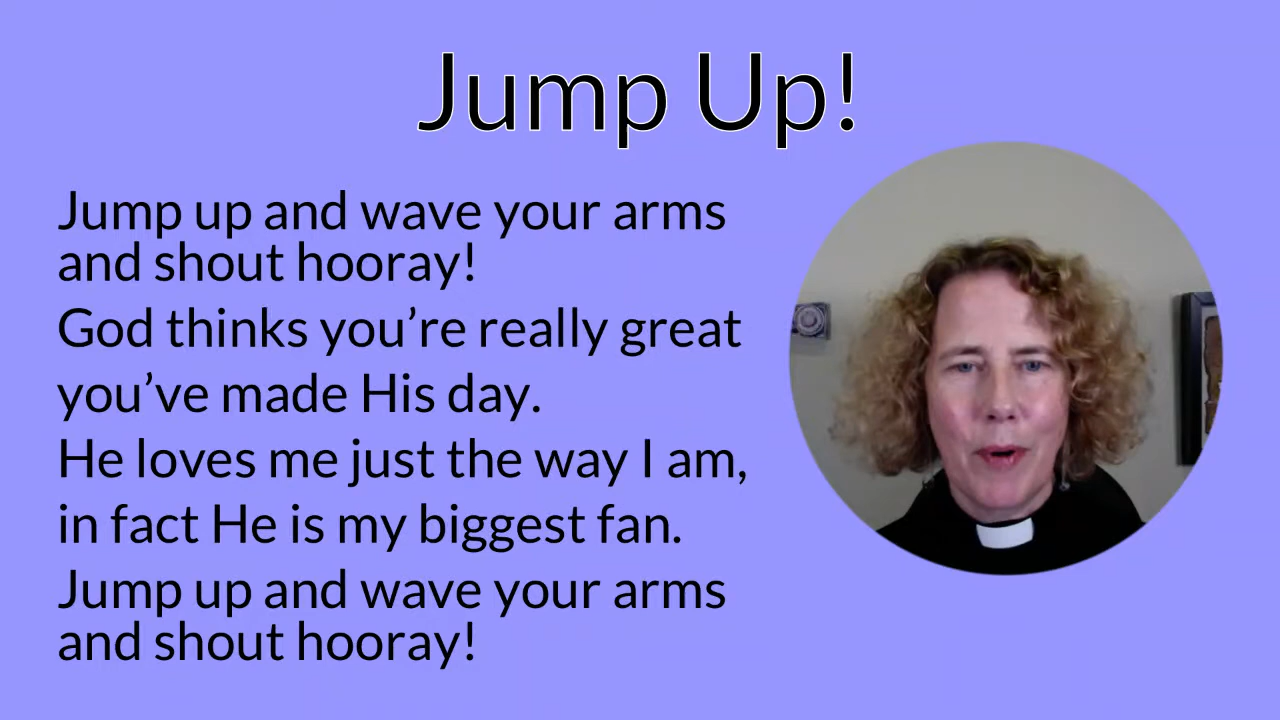 Jump Up!
Jump up and wave your arms
and shout hooray!
God thinks you’re really great
you’ve made His day.
He loves me just the way I am,
in fact He is my biggest fan.
Jump up and wave your arms
and shout hooray!